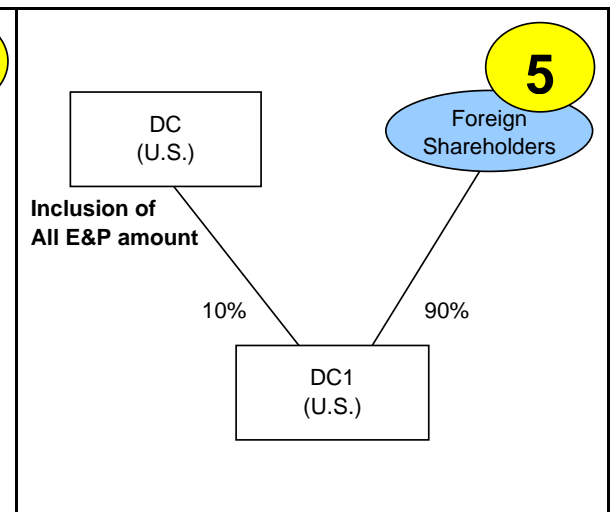 5
DC
(U.S.)
Foreign
Shareholders
Inclusion of
All E&P amount
10%
90%
DC1
(U.S.)